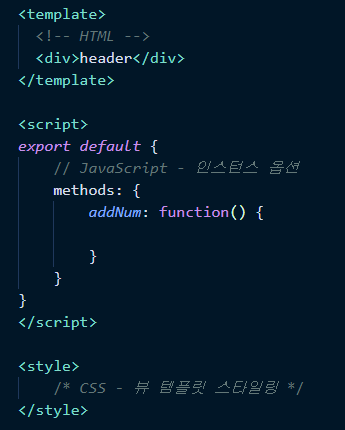 <template>
<!-- HTML -->
<div>header</div>
</template>
<script>
export default {
// JavaScript - 인스턴스 옵션
methods: {
addNum: function() {
}
}
}
</script>
<style>
/* CSS - 뷰 템플릿 스타일링 */
</style>